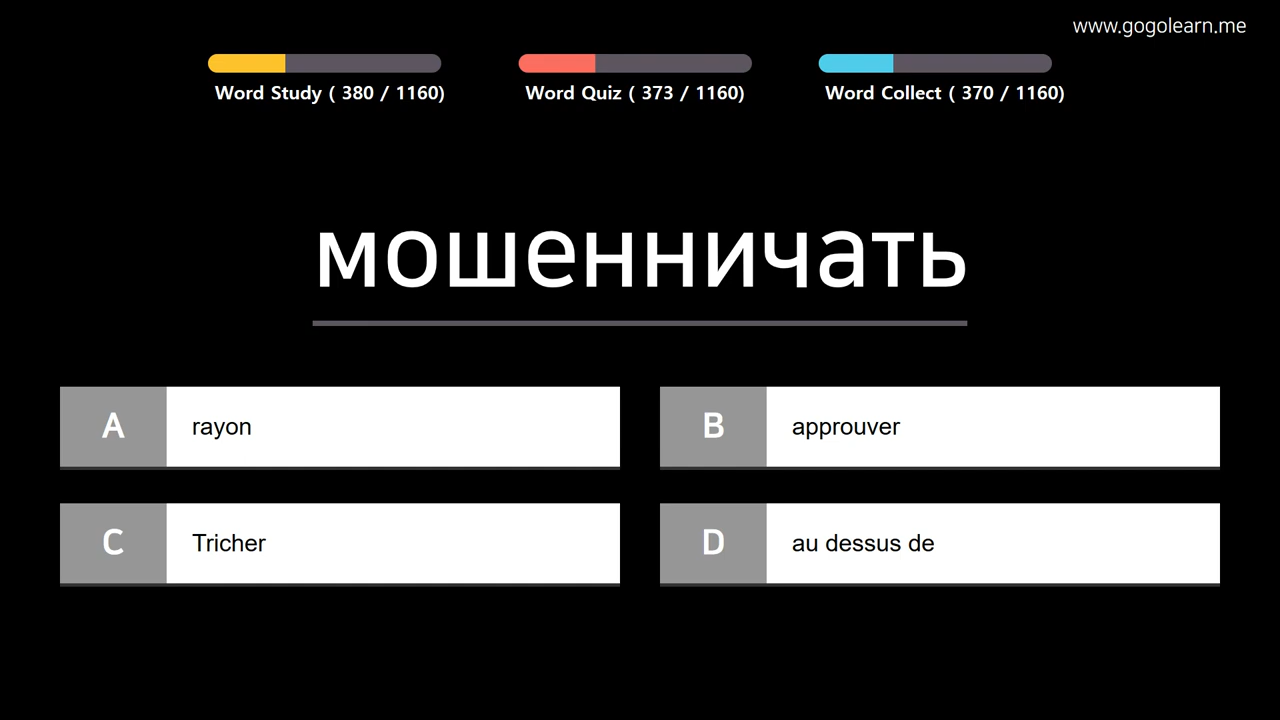 www.gogolearn.me
Word Study ( 380 / 1160)
Word Quiz ( 373 / 1160)
Word Collect ( 370 / 1160)
мошенничать
A rayon
B approuver
C Tricher
D au dessus de